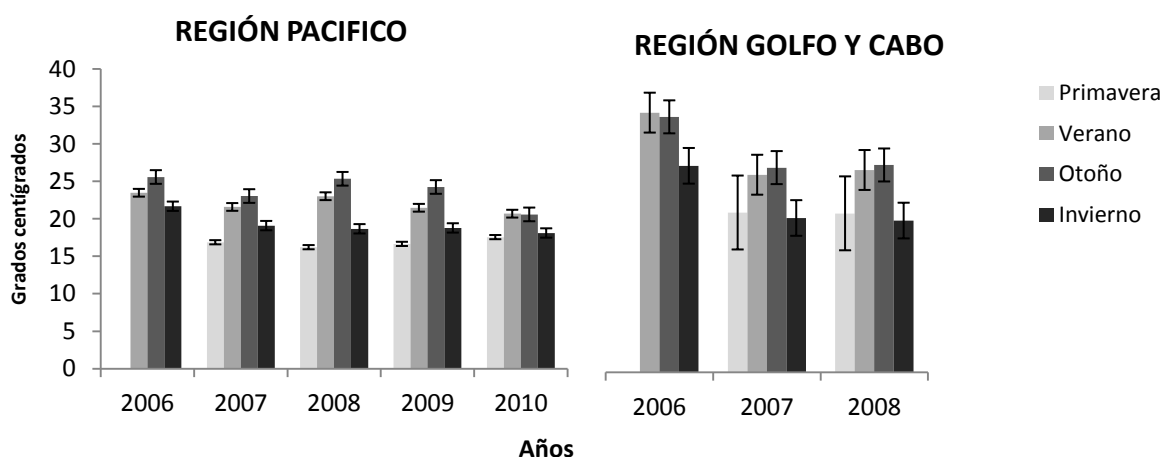 REGIÓN PACIFICO
REGIÓN GOLFO Y CABO
Grados centígrados
40
35
30
25
20
15
10
5
0
2006 2007 2008 2009 2010
2006 2007 2008
Años
Primavera
Verano
Otoño
Invierno